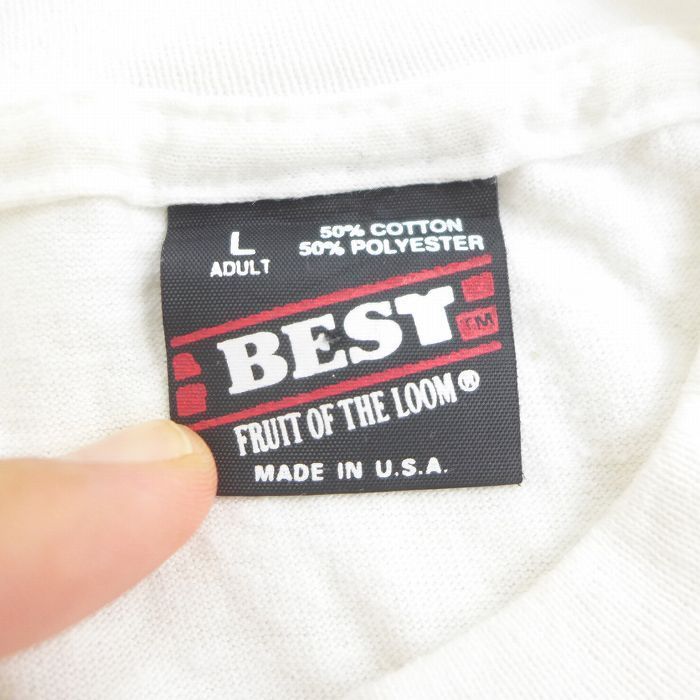 L
ADULT
50% COTTON
50% POLYESTER
BEST
TM
FRUIT OF THE LOOM®
MADE IN U.S.A.